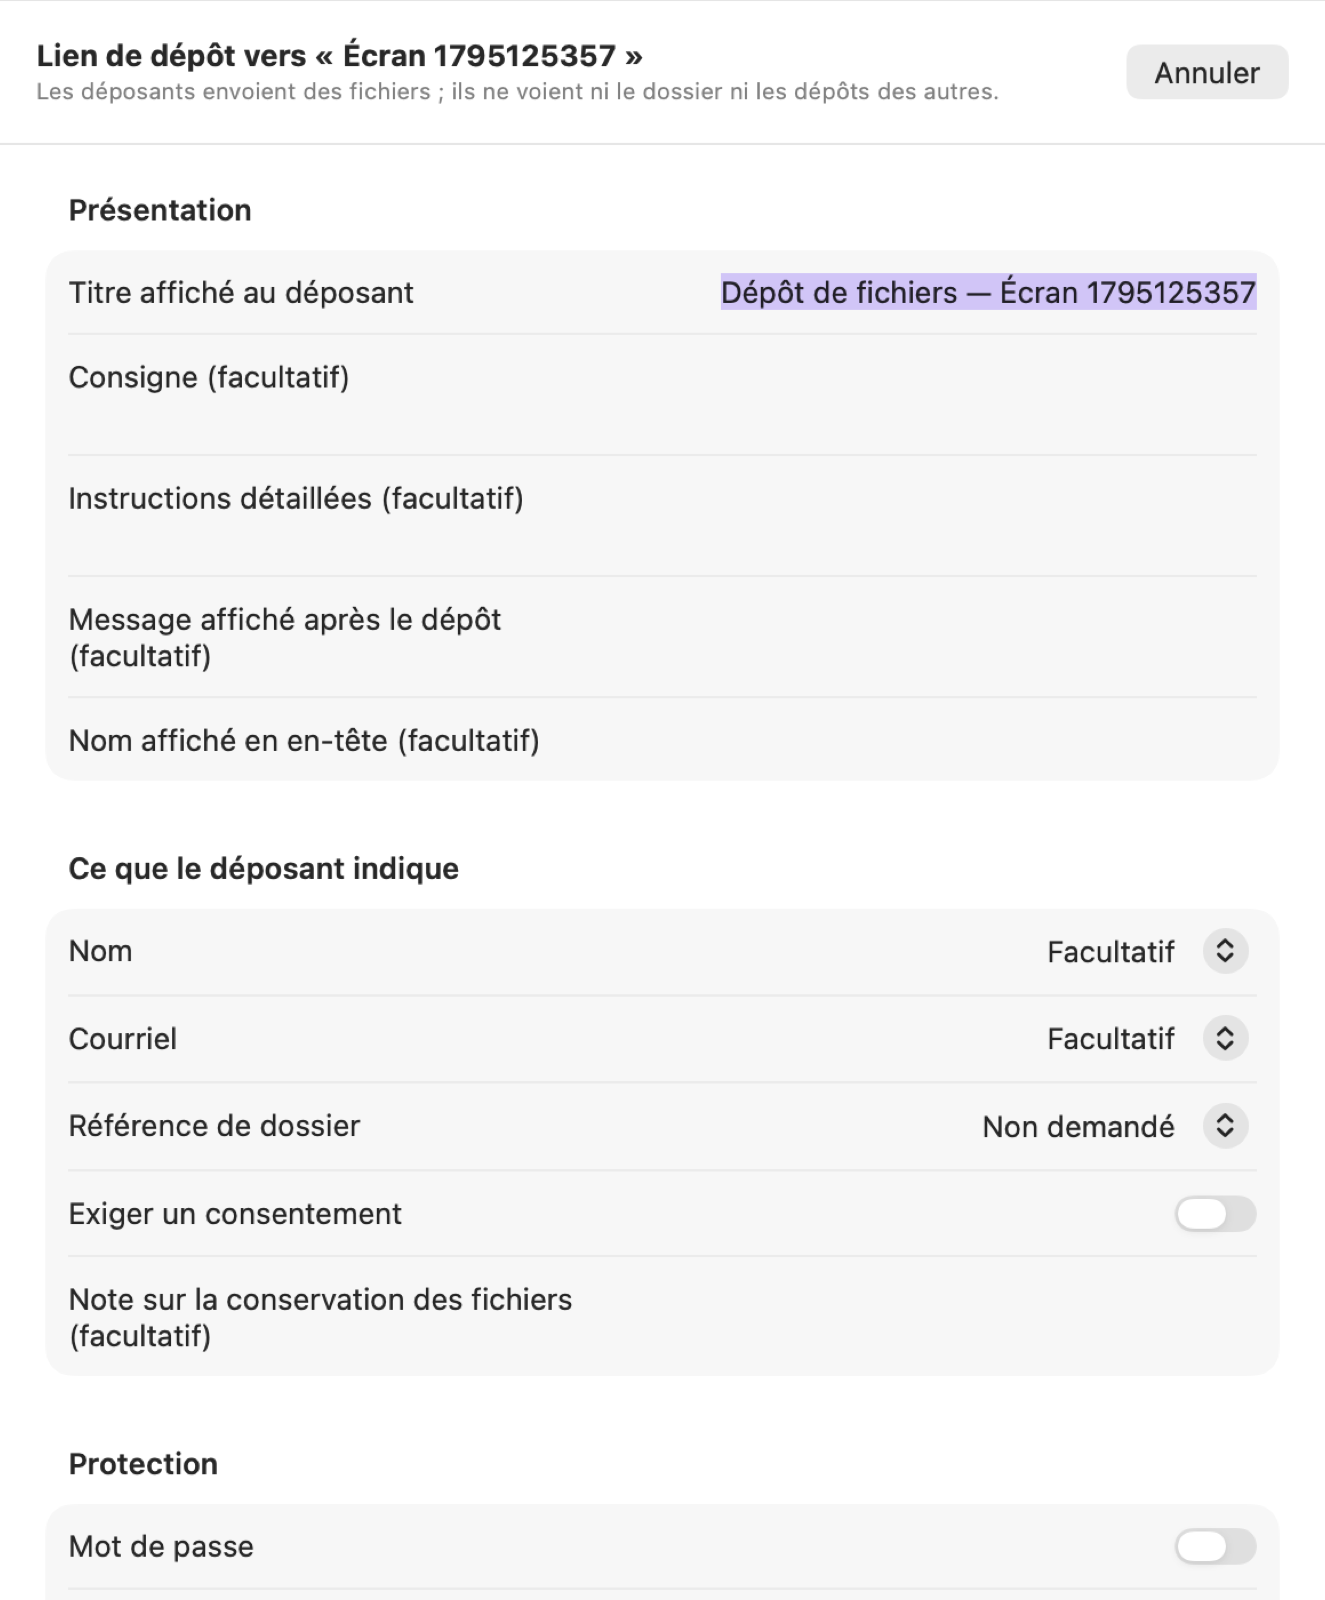 Lien de dépôt vers « Écran 1795125357 »
Annuler
Les déposants envoient des fichiers ; ils ne voient ni le dossier ni les dépôts des autres.
Présentation
Titre affiché au déposant
Dépôt de fichiers — Écran 1795125357
Consigne (facultatif)
Instructions détaillées (facultatif)
Message affiché après le dépôt
(facultatif)
Nom affiché en en-tête (facultatif)
Ce que le déposant indique
Nom
Facultatif
Courriel
Facultatif
Référence de dossier
Non demandé
Exiger un consentement
Note sur la conservation des fichiers
(facultatif)
Protection
Mot de passe